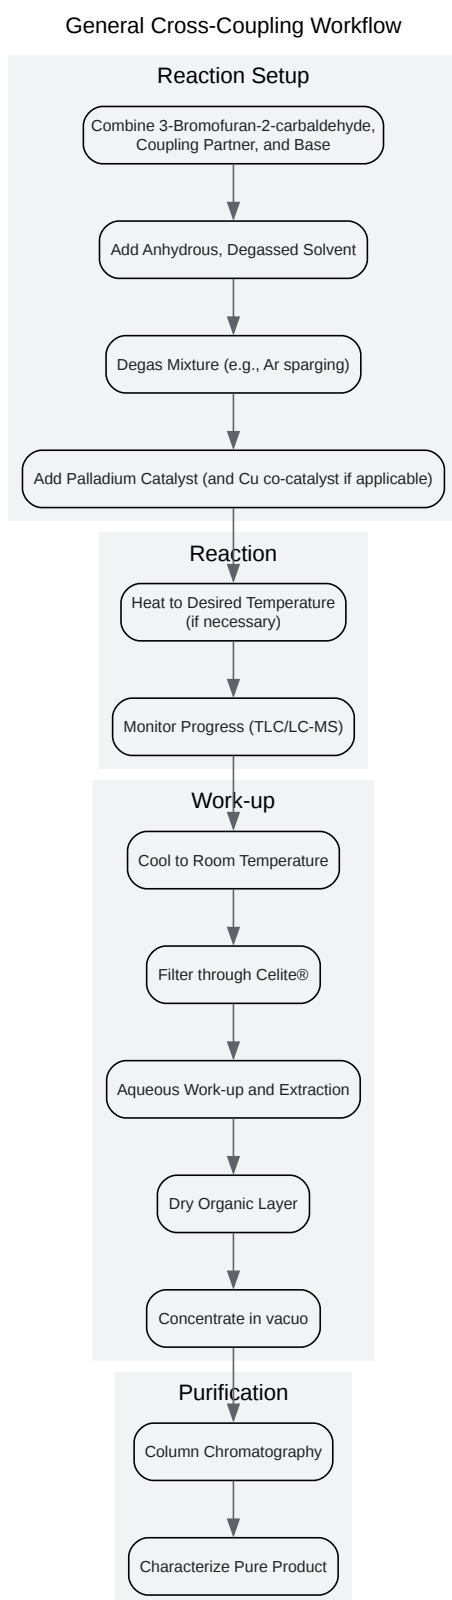 General Cross-Coupling Workflow
Reaction Setup
Combine 3-Bromofuran-2-carbaldehyde,
Coupling Partner, and Base
Add Anhydrous, Degassed Solvent
Degas Mixture (e.g., Ar sparging)
Add Palladium Catalyst (and Cu co-catalyst if applicable)
Reaction
Heat to Desired Temperature
(if necessary)
Monitor Progress (TLC/LC-MS)
Work-up
Cool to Room Temperature
Filter through Celite®
Aqueous Work-up and Extraction
Dry Organic Layer
Concentrate in vacuo
Purification
Column Chromatography
Characterize Pure Product